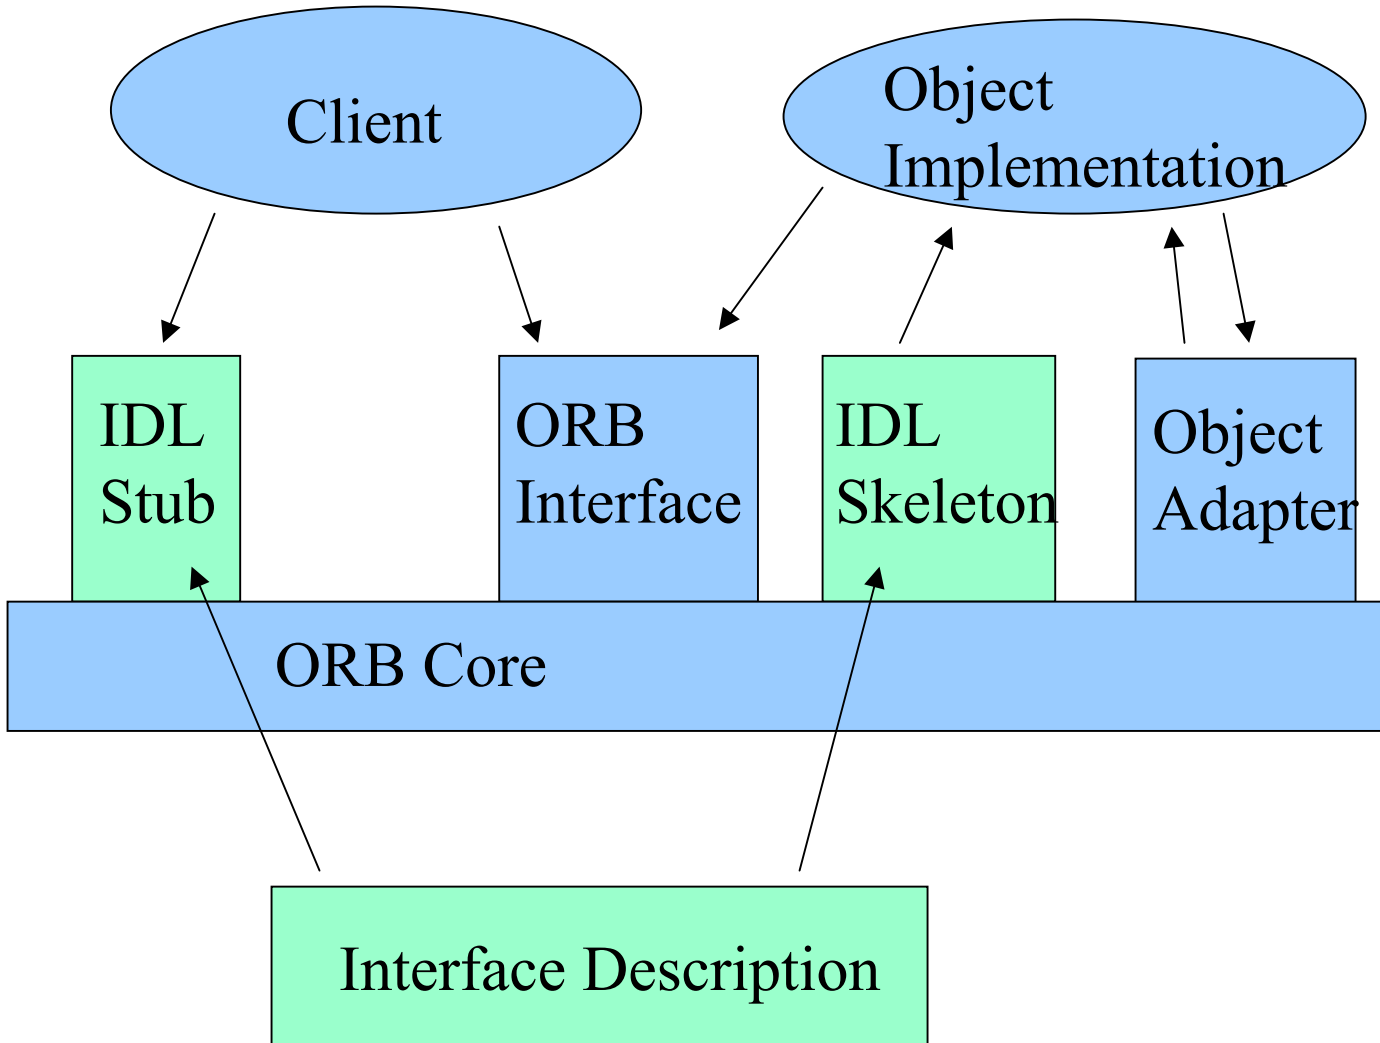 Client
Object
Implementation
IDL
Stub
ORB
Interface
IDL
Skeleton
Object
Adapter
ORB Core
Interface Description